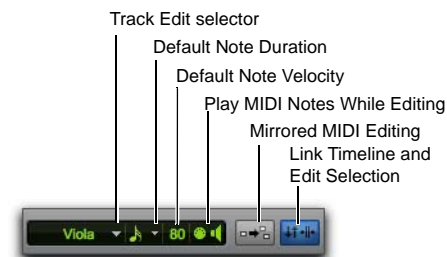 Track Edit selector
Default Note Duration
Default Note Velocity
Play MIDI Notes While Editing
Mirrored MIDI Editing
Link Timeline and
Edit Selection
Viola 80